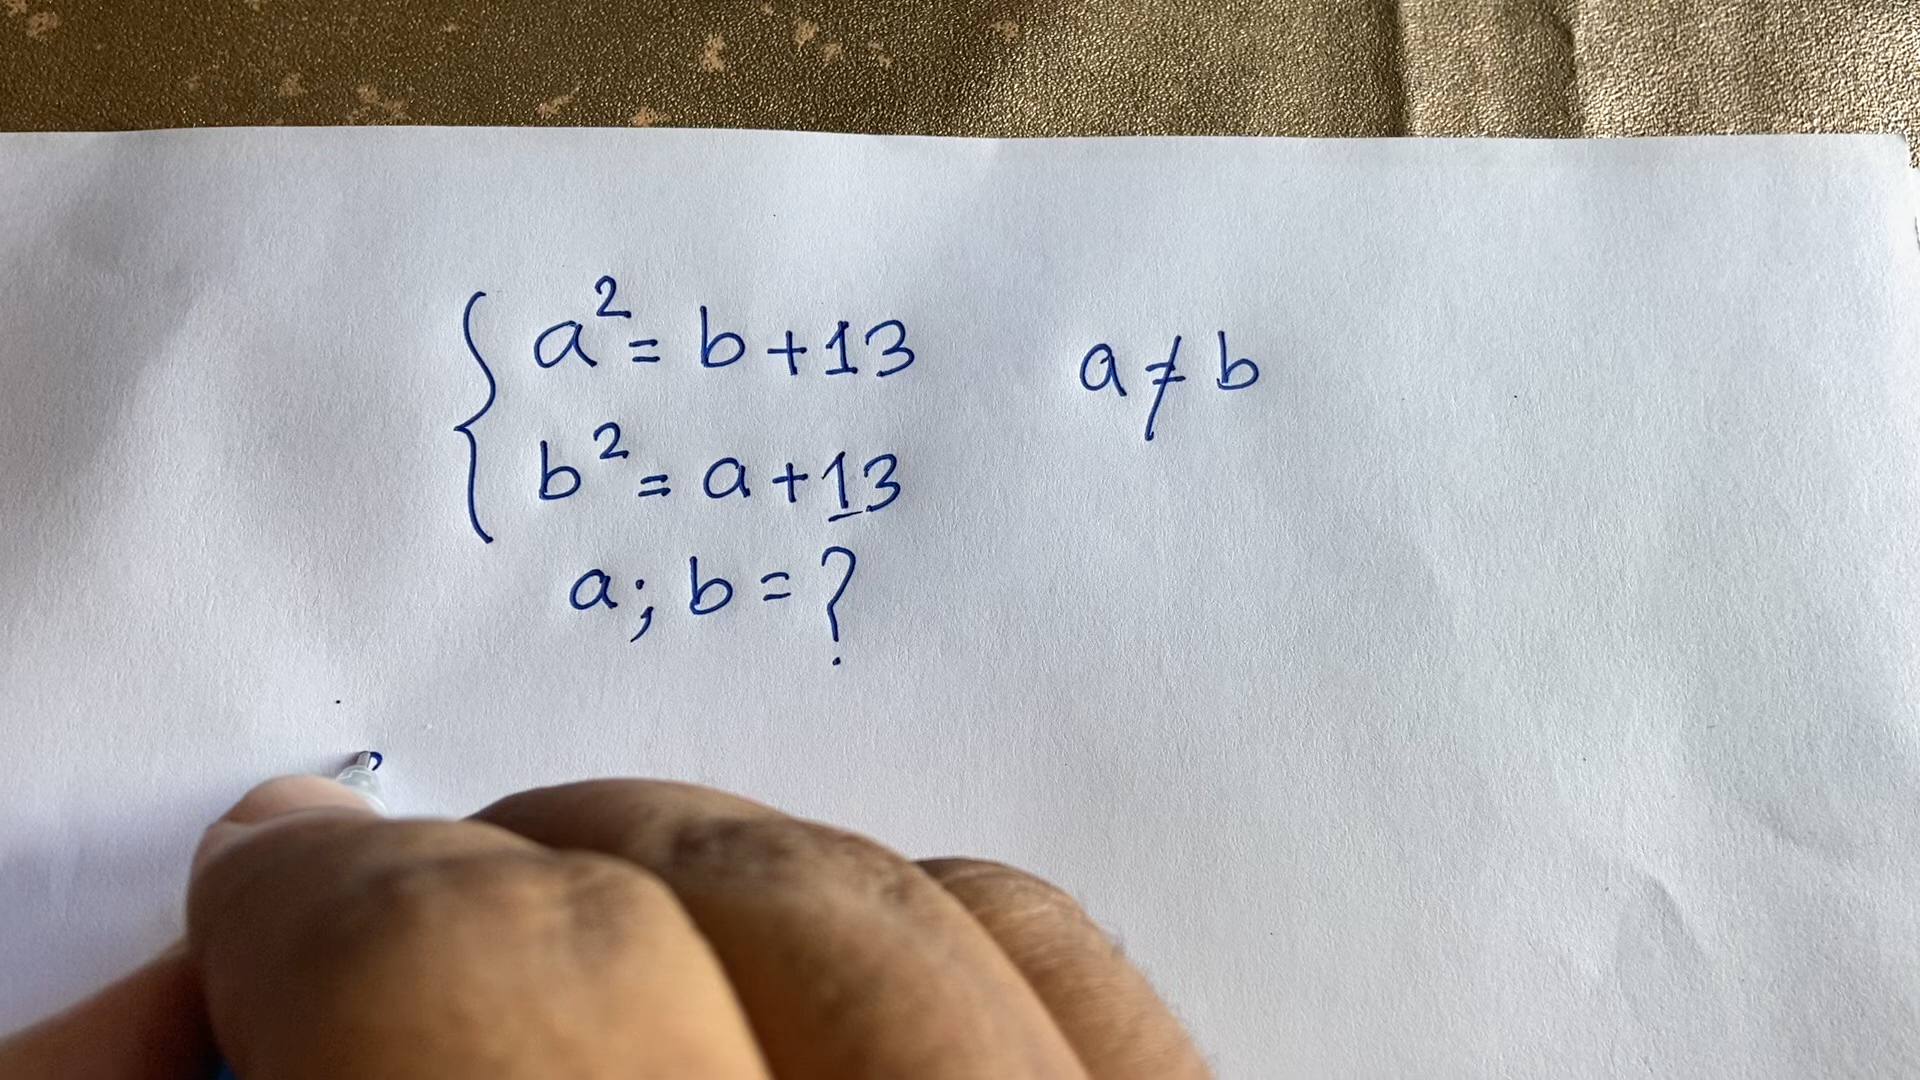 a² = b + 13 a ≠ b
b² = a + 13
a; b = ?